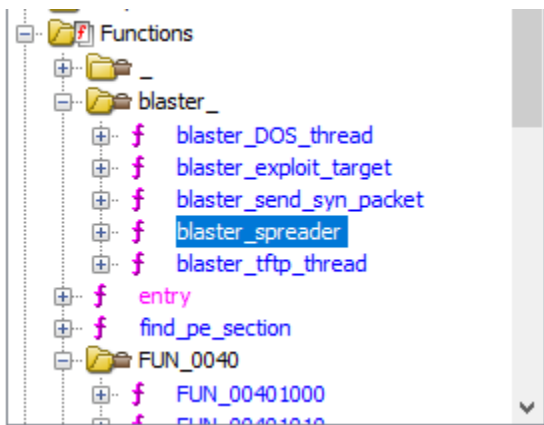 Functions
_
blaster_
blaster_DOS_thread
blaster_exploit_target
blaster_send_syn_packet
blaster_spreader
blaster_tftp_thread
entry
find_pe_section
FUN_0040
FUN_00401000